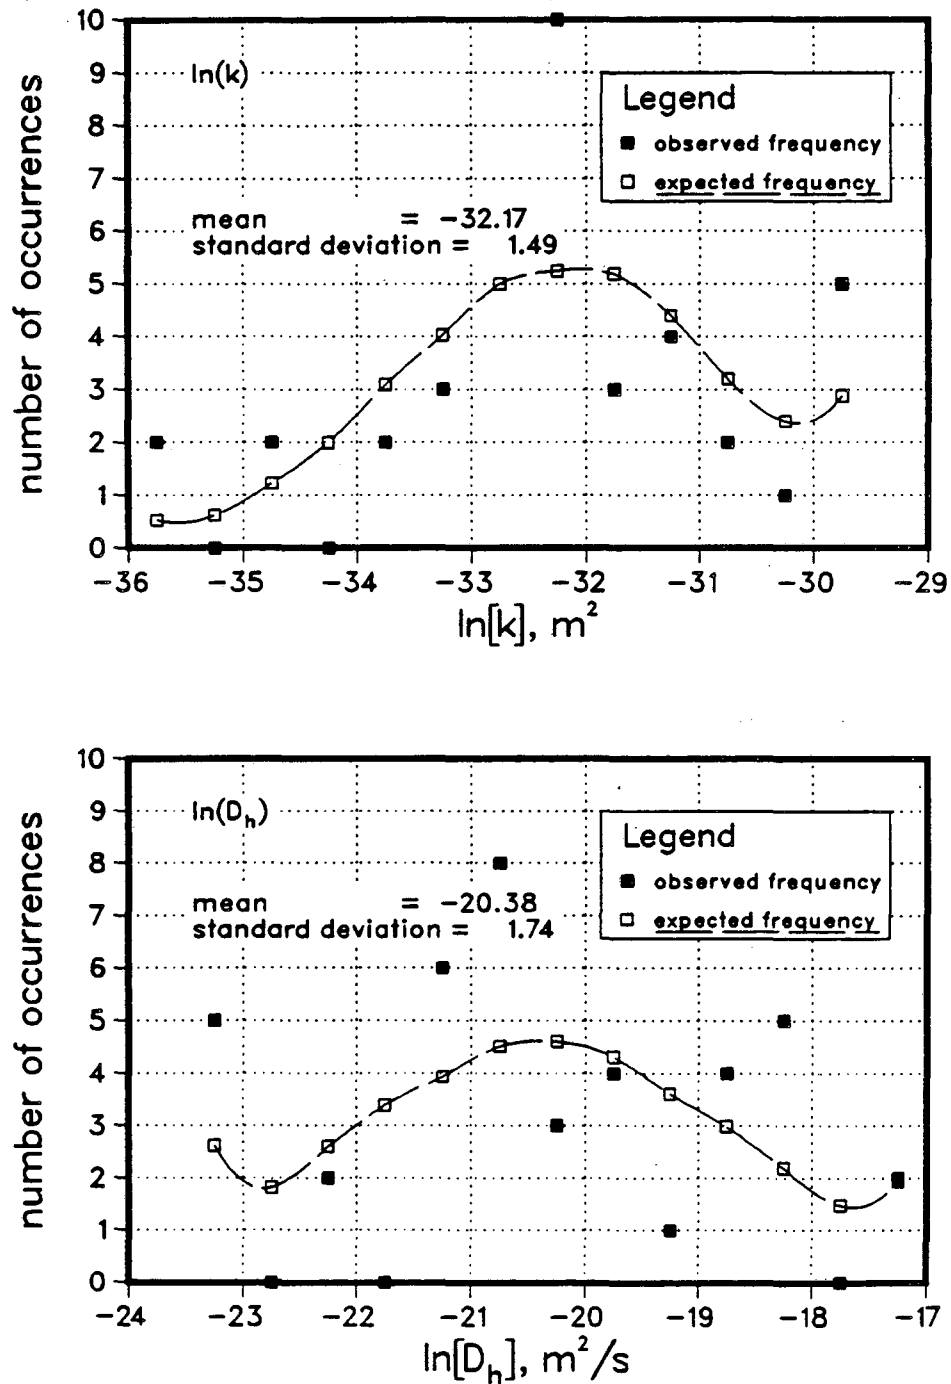 10
9
8
7
6
5
4
3
2
1
0
number of occurrences
ln(k)
Legend
observed frequency
expected frequency
mean = -32.17
standard deviation = 1.49
-36 -35 -34 -33 -32 -31 -30 -29
ln[k], m²
10
9
8
7
6
5
4
3
2
1
0
number of occurrences
ln(Dₕ)
Legend
observed frequency
expected frequency
mean = -20.38
standard deviation = 1.74
-24 -23 -22 -21 -20 -19 -18 -17
ln[Dₕ], m²/s